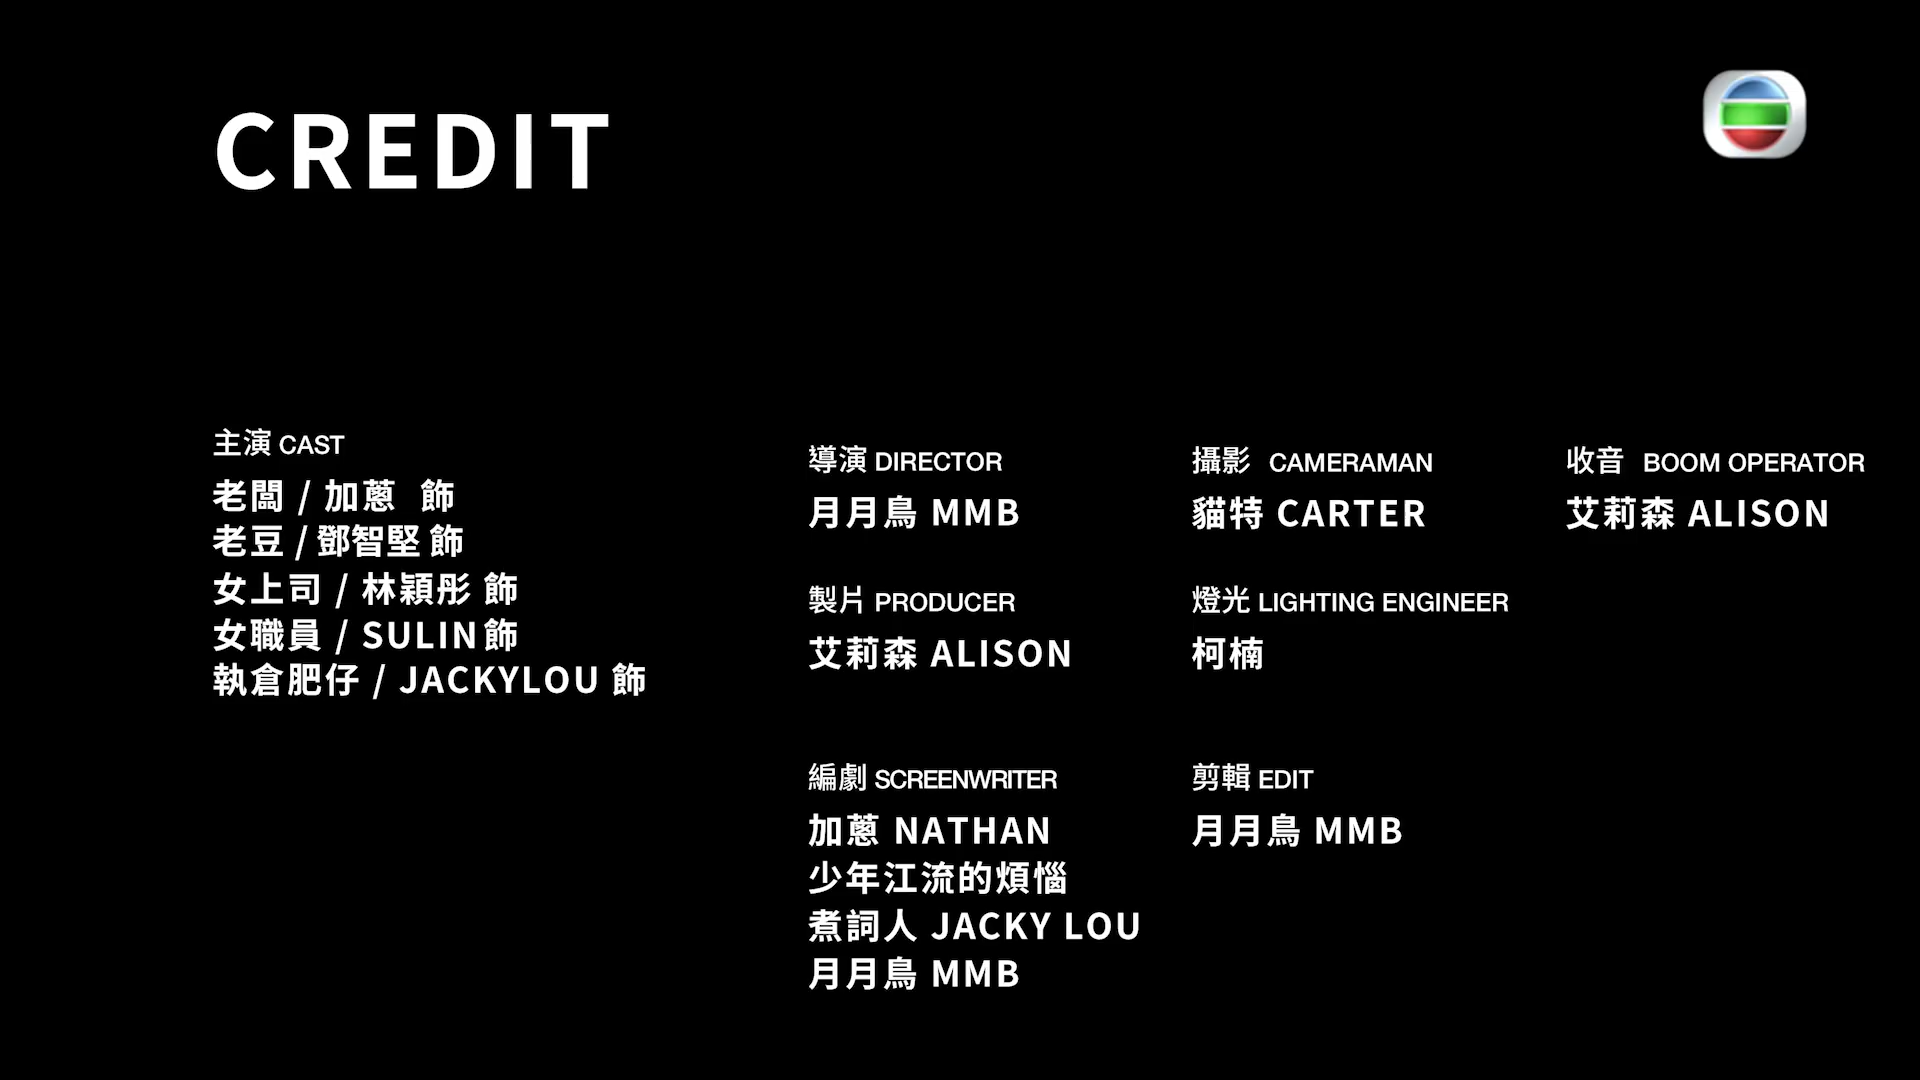 CREDIT
主演 CAST
老闆 / 加蔥 飾
老豆 / 鄧智堅 飾
女上司 / 林穎彤 飾
女職員 / SULIN 飾
執倉肥仔 / JACKYLOU 飾
導演 DIRECTOR
月月鳥 MMB
製片 PRODUCER
艾莉森 ALISON
編劇 SCREENWRITER
加蔥 NATHAN
少年江流的煩惱
煮詞人 JACKY LOU
月月鳥 MMB
攝影 CAMERAMAN
貓特 CARTER
燈光 LIGHTING ENGINEER
柯楠
剪輯 EDIT
月月鳥 MMB
收音 BOOM OPERATOR
艾莉森 ALISON